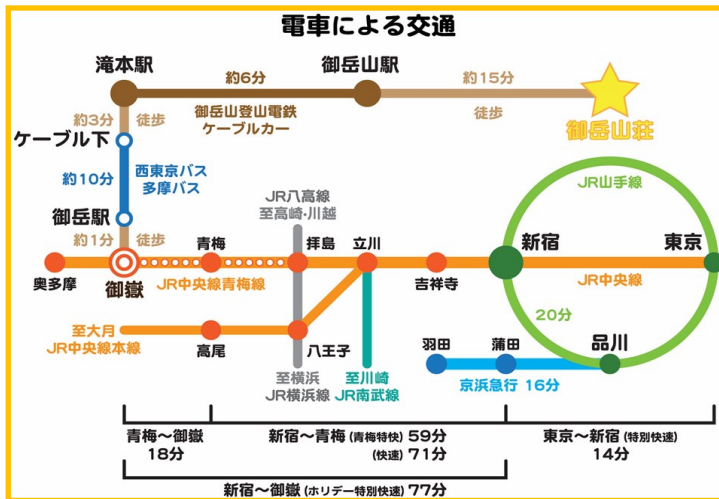 電車による交通
滝本駅
約6分
御岳山駅
約15分
御岳山登山電鉄
ケーブルカー
徒歩
御岳山荘
約3分
徒歩
ケーブル下
約10分
西東京バス
多摩バス
御岳駅
約1分
徒歩
JR八高線
至高崎・川越
JR山手線
青梅
拝島
立川
新宿
東京
奥多摩
御嶽
JR中央線青梅線
吉祥寺
JR中央線
至大月
JR中央線本線
高尾
八王子
20分
羽田
蒲田
品川
京浜急行 16分
至横浜
JR横浜線
至川崎
JR南武線
青梅～御嶽
18分
新宿～青梅 (青梅特快) 59分
(快速) 71分
東京～新宿 (特別快速)
14分
新宿～御嶽 (ホリデー特別快速) 77分